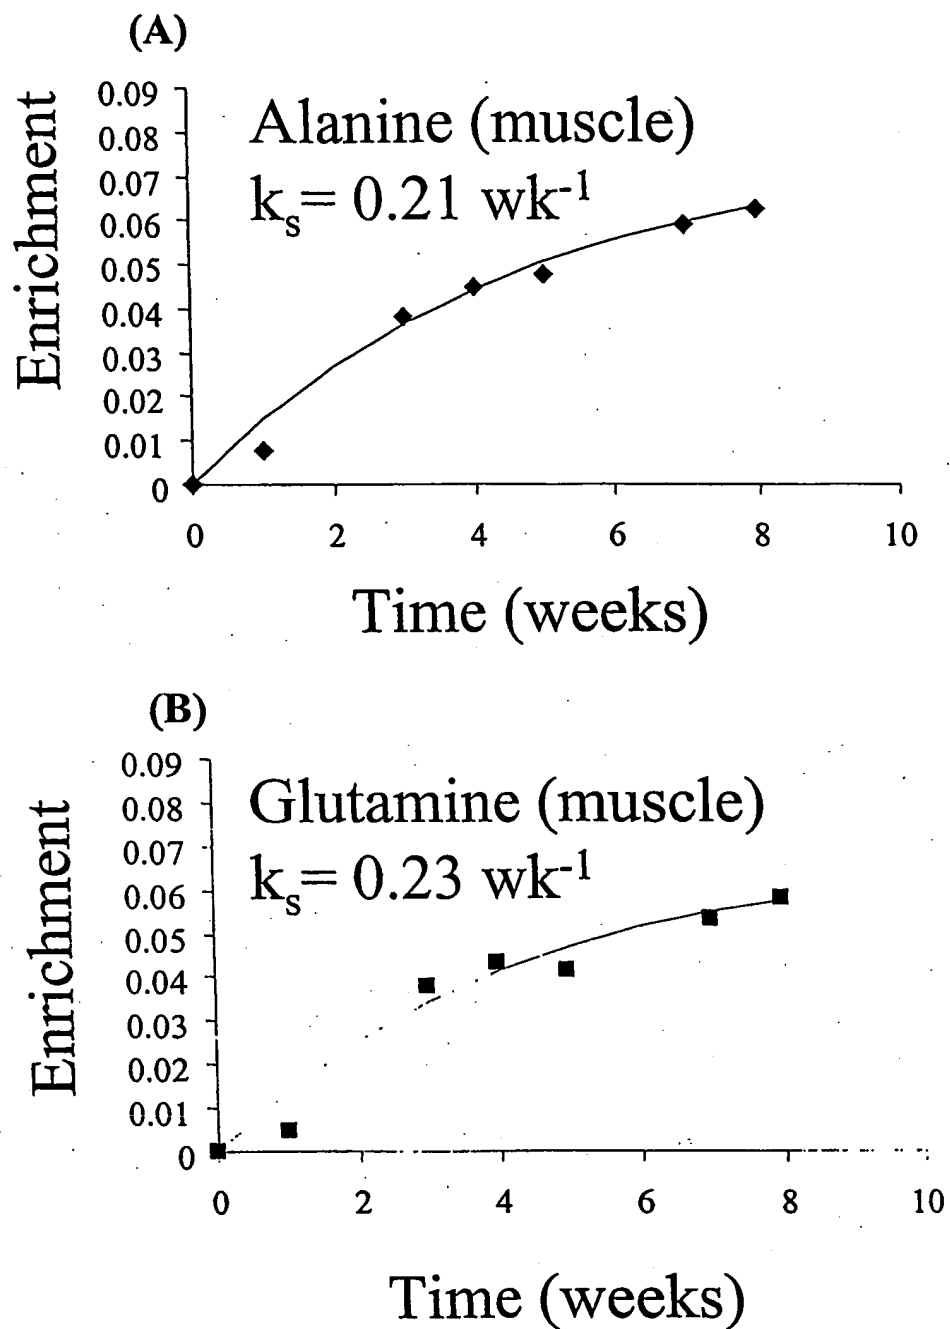 (A)
Enrichment
0.09
0.08
0.07
0.06
0.05
0.04
0.03
0.02
0.01
0
Alanine (muscle)
kₛ= 0.21 wk⁻¹
0 2 4 6 8 10
Time (weeks)
(B)
Enrichment
0.09
0.08
0.07
0.06
0.05
0.04
0.03
0.02
0.01
0
Glutamine (muscle)
kₛ= 0.23 wk⁻¹
0 2 4 6 8 10
Time (weeks)